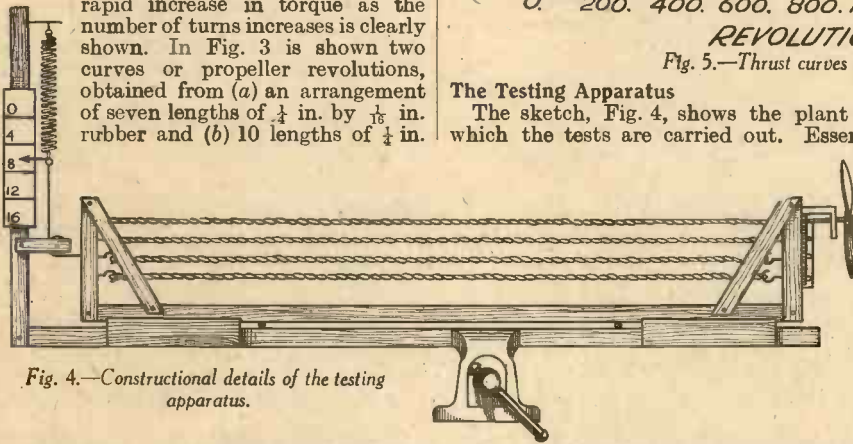 rapid increase in torque as the
number of turns increases is clearly
shown. In Fig. 3 is shown two
curves or propeller revolutions,
obtained from (a) an arrangement
of seven lengths of ¼ in. by 1/16 in.
rubber and (b) 10 lengths of ¼ in.
0. 200. 400. 600. 800.
REVOLUTIO
Fig. 5.—Thrust curves
The Testing Apparatus
The sketch, Fig. 4, shows the plant
which the tests are carried out. Esser
0
4
8
12
16
Fig. 4.—Constructional details of the testing
apparatus.